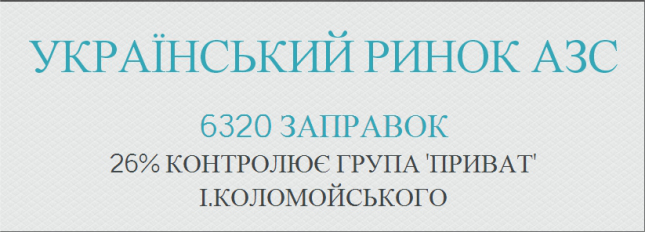 УКРАЇНСЬКИЙ РИНОК АЗС
6320 ЗАПРАВОК
26% КОНТРОЛЮЄ ГРУПА 'ПРИВАТ'
І.КОЛОМОЙСЬКОГО